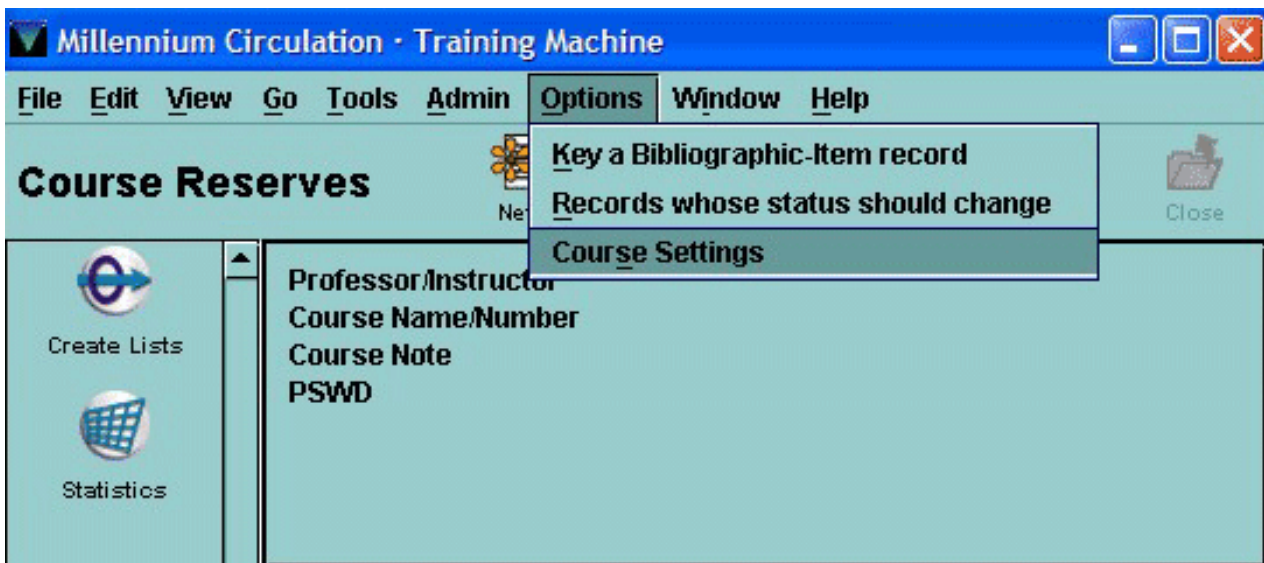 Millennium Circulation · Training Machine
File Edit View Go Tools Admin Options Window Help
Course Reserves
Key a Bibliographic-Item record
Records whose status should change
Course Settings
Close
Create Lists
Statistics
Professor/Instructor
Course Name/Number
Course Note
PSWD